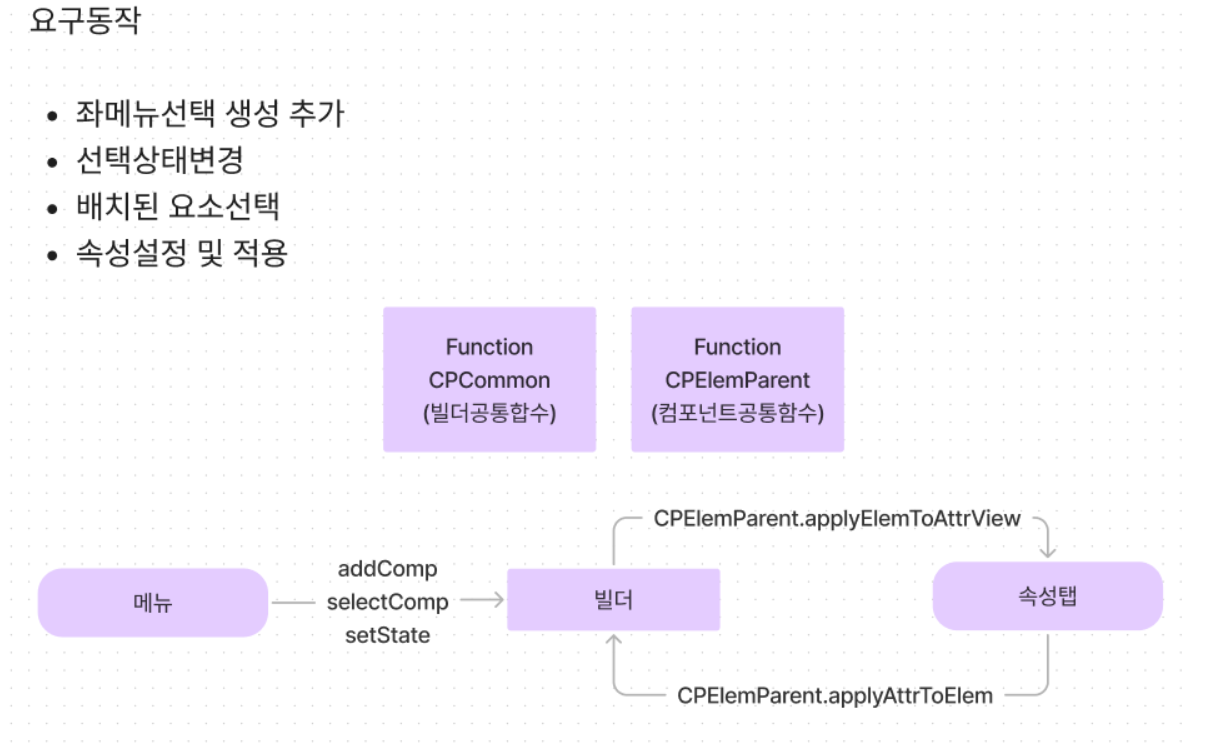 요구동작
좌메뉴선택 생성 추가
선택상태변경
배치된 요소선택
속성설정 및 적용
Function
CPCommon
(빌더공통합수)
Function
CPElemParent
(컴포넌트공통함수)
CPElemParent.applyElemToAttrView
메뉴
addComp
selectComp
setState
빌더
속성탭
CPElemParent.applyAttrToElem